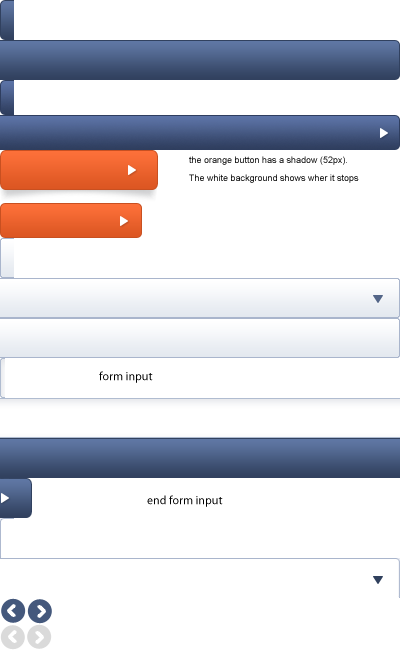 the orange button has a shadow (52px).
The white background shows wher it stops
form input
end form input